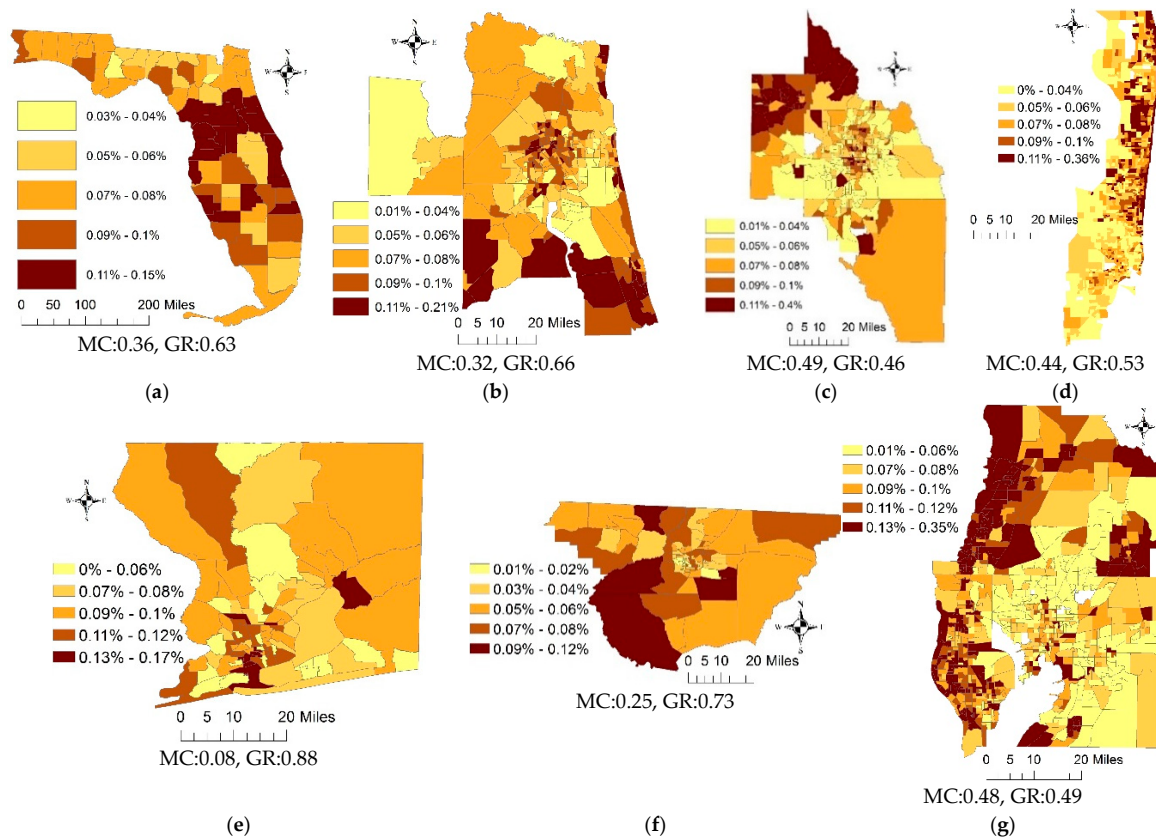 N
W E
S
0.03% - 0.04%
0.05% - 0.06%
0.07% - 0.08%
0.09% - 0.1%
0.11% - 0.15%
0 50 100 200 Miles
MC:0.36, GR:0.63
(a)
N
W E
S
0.01% - 0.04%
0.05% - 0.06%
0.07% - 0.08%
0.09% - 0.1%
0.11% - 0.21%
0 5 10 20 Miles
MC:0.32, GR:0.66
(b)
0.01% - 0.04%
0.05% - 0.06%
0.07% - 0.08%
0.09% - 0.1%
0.11% - 0.4%
0 5 10 20 Miles
MC:0.49, GR:0.46
(c)
0% - 0.04%
0.05% - 0.06%
0.07% - 0.08%
0.09% - 0.1%
0.11% - 0.36%
0 5 10 20 Miles
MC:0.44, GR:0.53
(d)
N
W E
S
0% - 0.06%
0.07% - 0.08%
0.09% - 0.1%
0.11% - 0.12%
0.13% - 0.17%
0 5 10 20 Miles
MC:0.08, GR:0.88
(e)
N
W E
S
0.01% - 0.02%
0.03% - 0.04%
0.05% - 0.06%
0.07% - 0.08%
0.09% - 0.12%
0 5 10 20 Miles
MC:0.25, GR:0.73
(f)
N
W E
S
0.01% - 0.06%
0.07% - 0.08%
0.09% - 0.1%
0.11% - 0.12%
0.13% - 0.35%
0 5 10 20 Miles
MC:0.48, GR:0.49
(g)